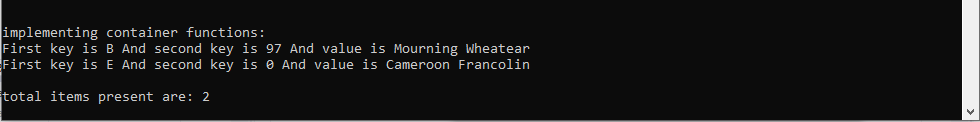 implementing container functions:
First key is B And second key is 97 And value is Mourning Wheatear
First key is E And second key is 0 And value is Cameroon Francolin
total items present are: 2